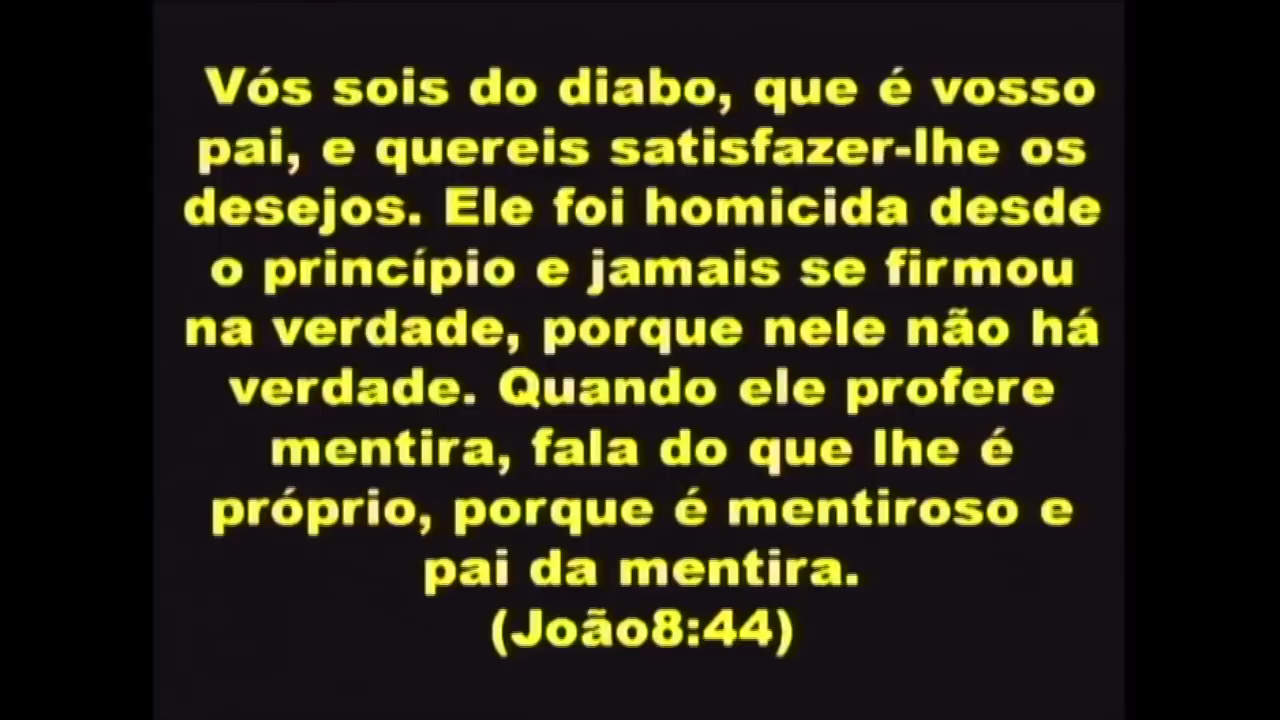 Vós sois do diabo, que é vosso
pai, e quereis satisfazer-lhe os
desejos. Ele foi homicida desde
o princípio e jamais se firmou
na verdade, porque nele não há
verdade. Quando ele profere
mentira, fala do que lhe é
próprio, porque é mentiroso e
pai da mentira.
(João8:44)